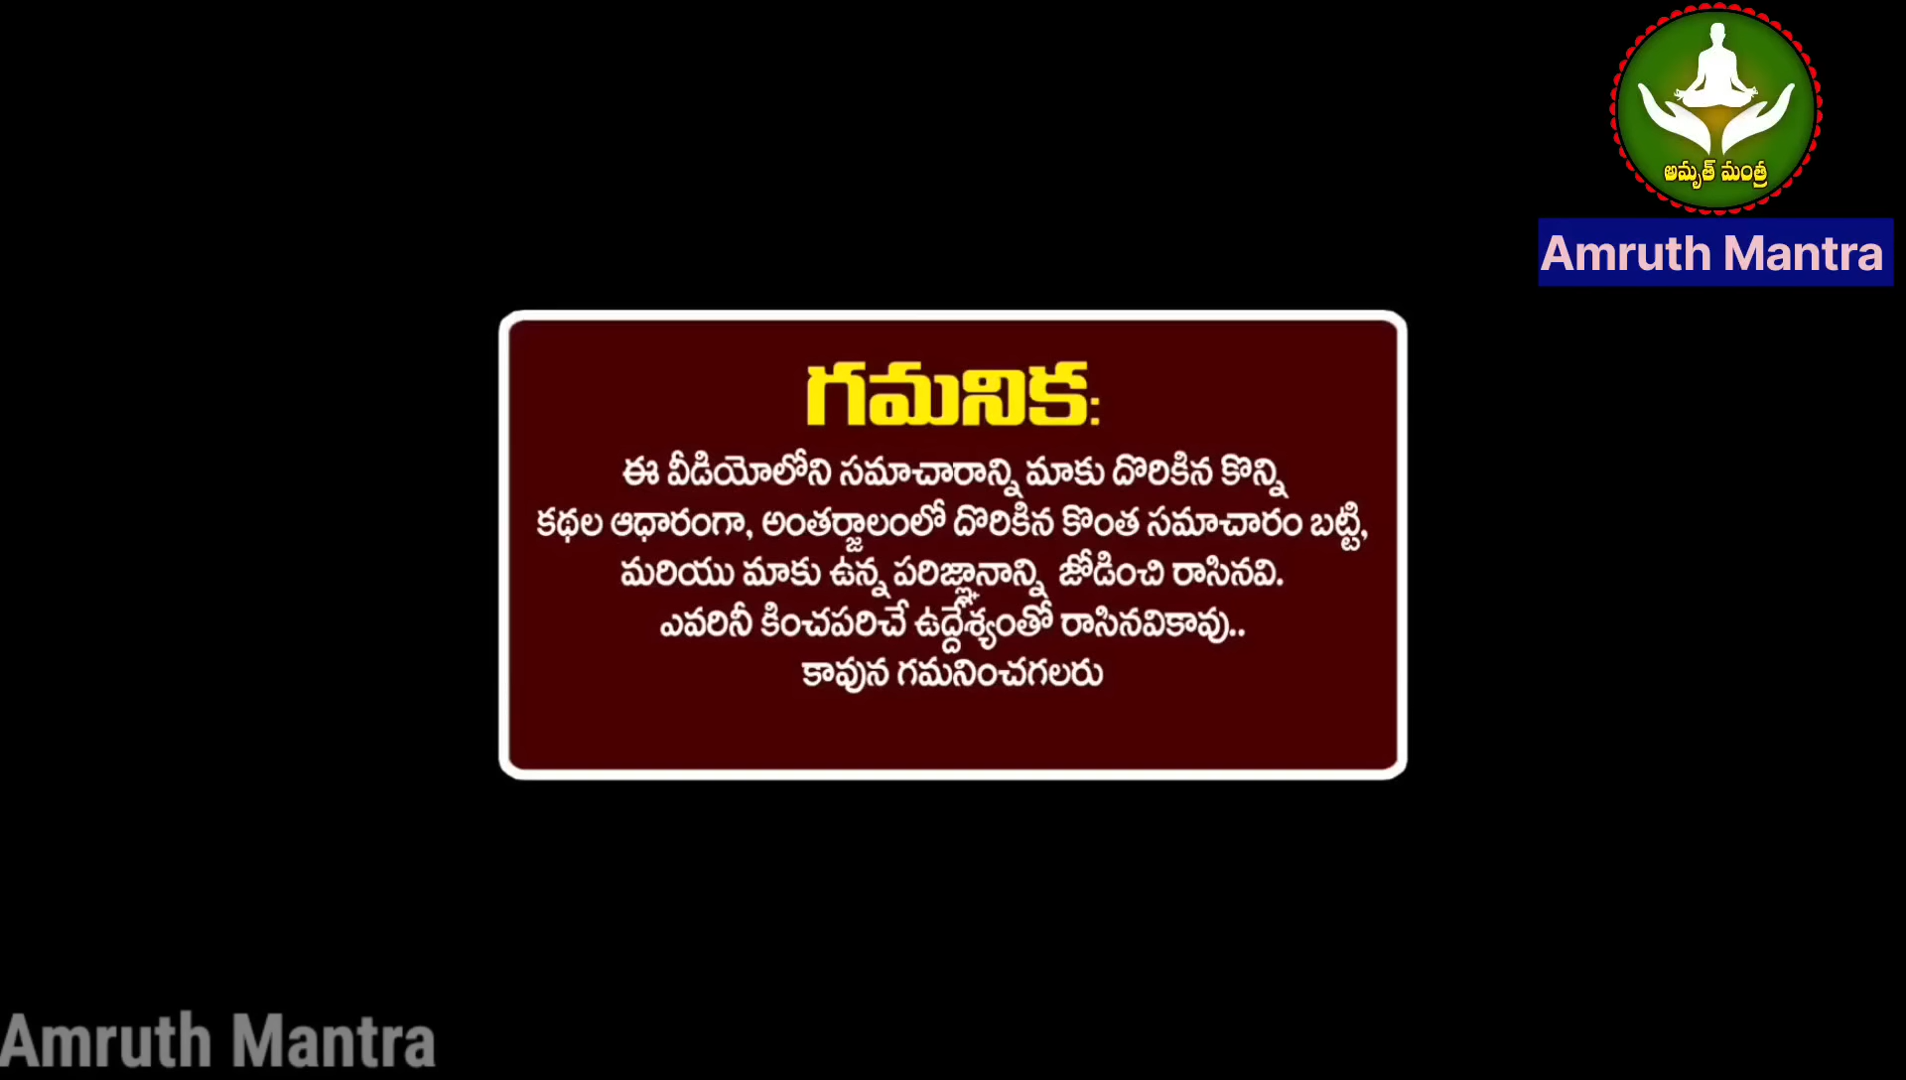 అమృత్ మంత్ర
Amruth Mantra
గమనిక:
ఈ వీడియోలోని సమాచారాన్ని మాకు దొరికిన కొన్ని
కథల ఆధారంగా, అంతర్జాలంలో దొరికిన కొంత సమాచారం బట్టి,
మరియు మాకు ఉన్న పరిజ్ఞానాన్ని జోడించి రాసినవి.
ఎవరినీ కించపరిచే ఉద్దేశ్యంతో రాసినవికావు..
కావున గమనించగలరు
Amruth Mantra